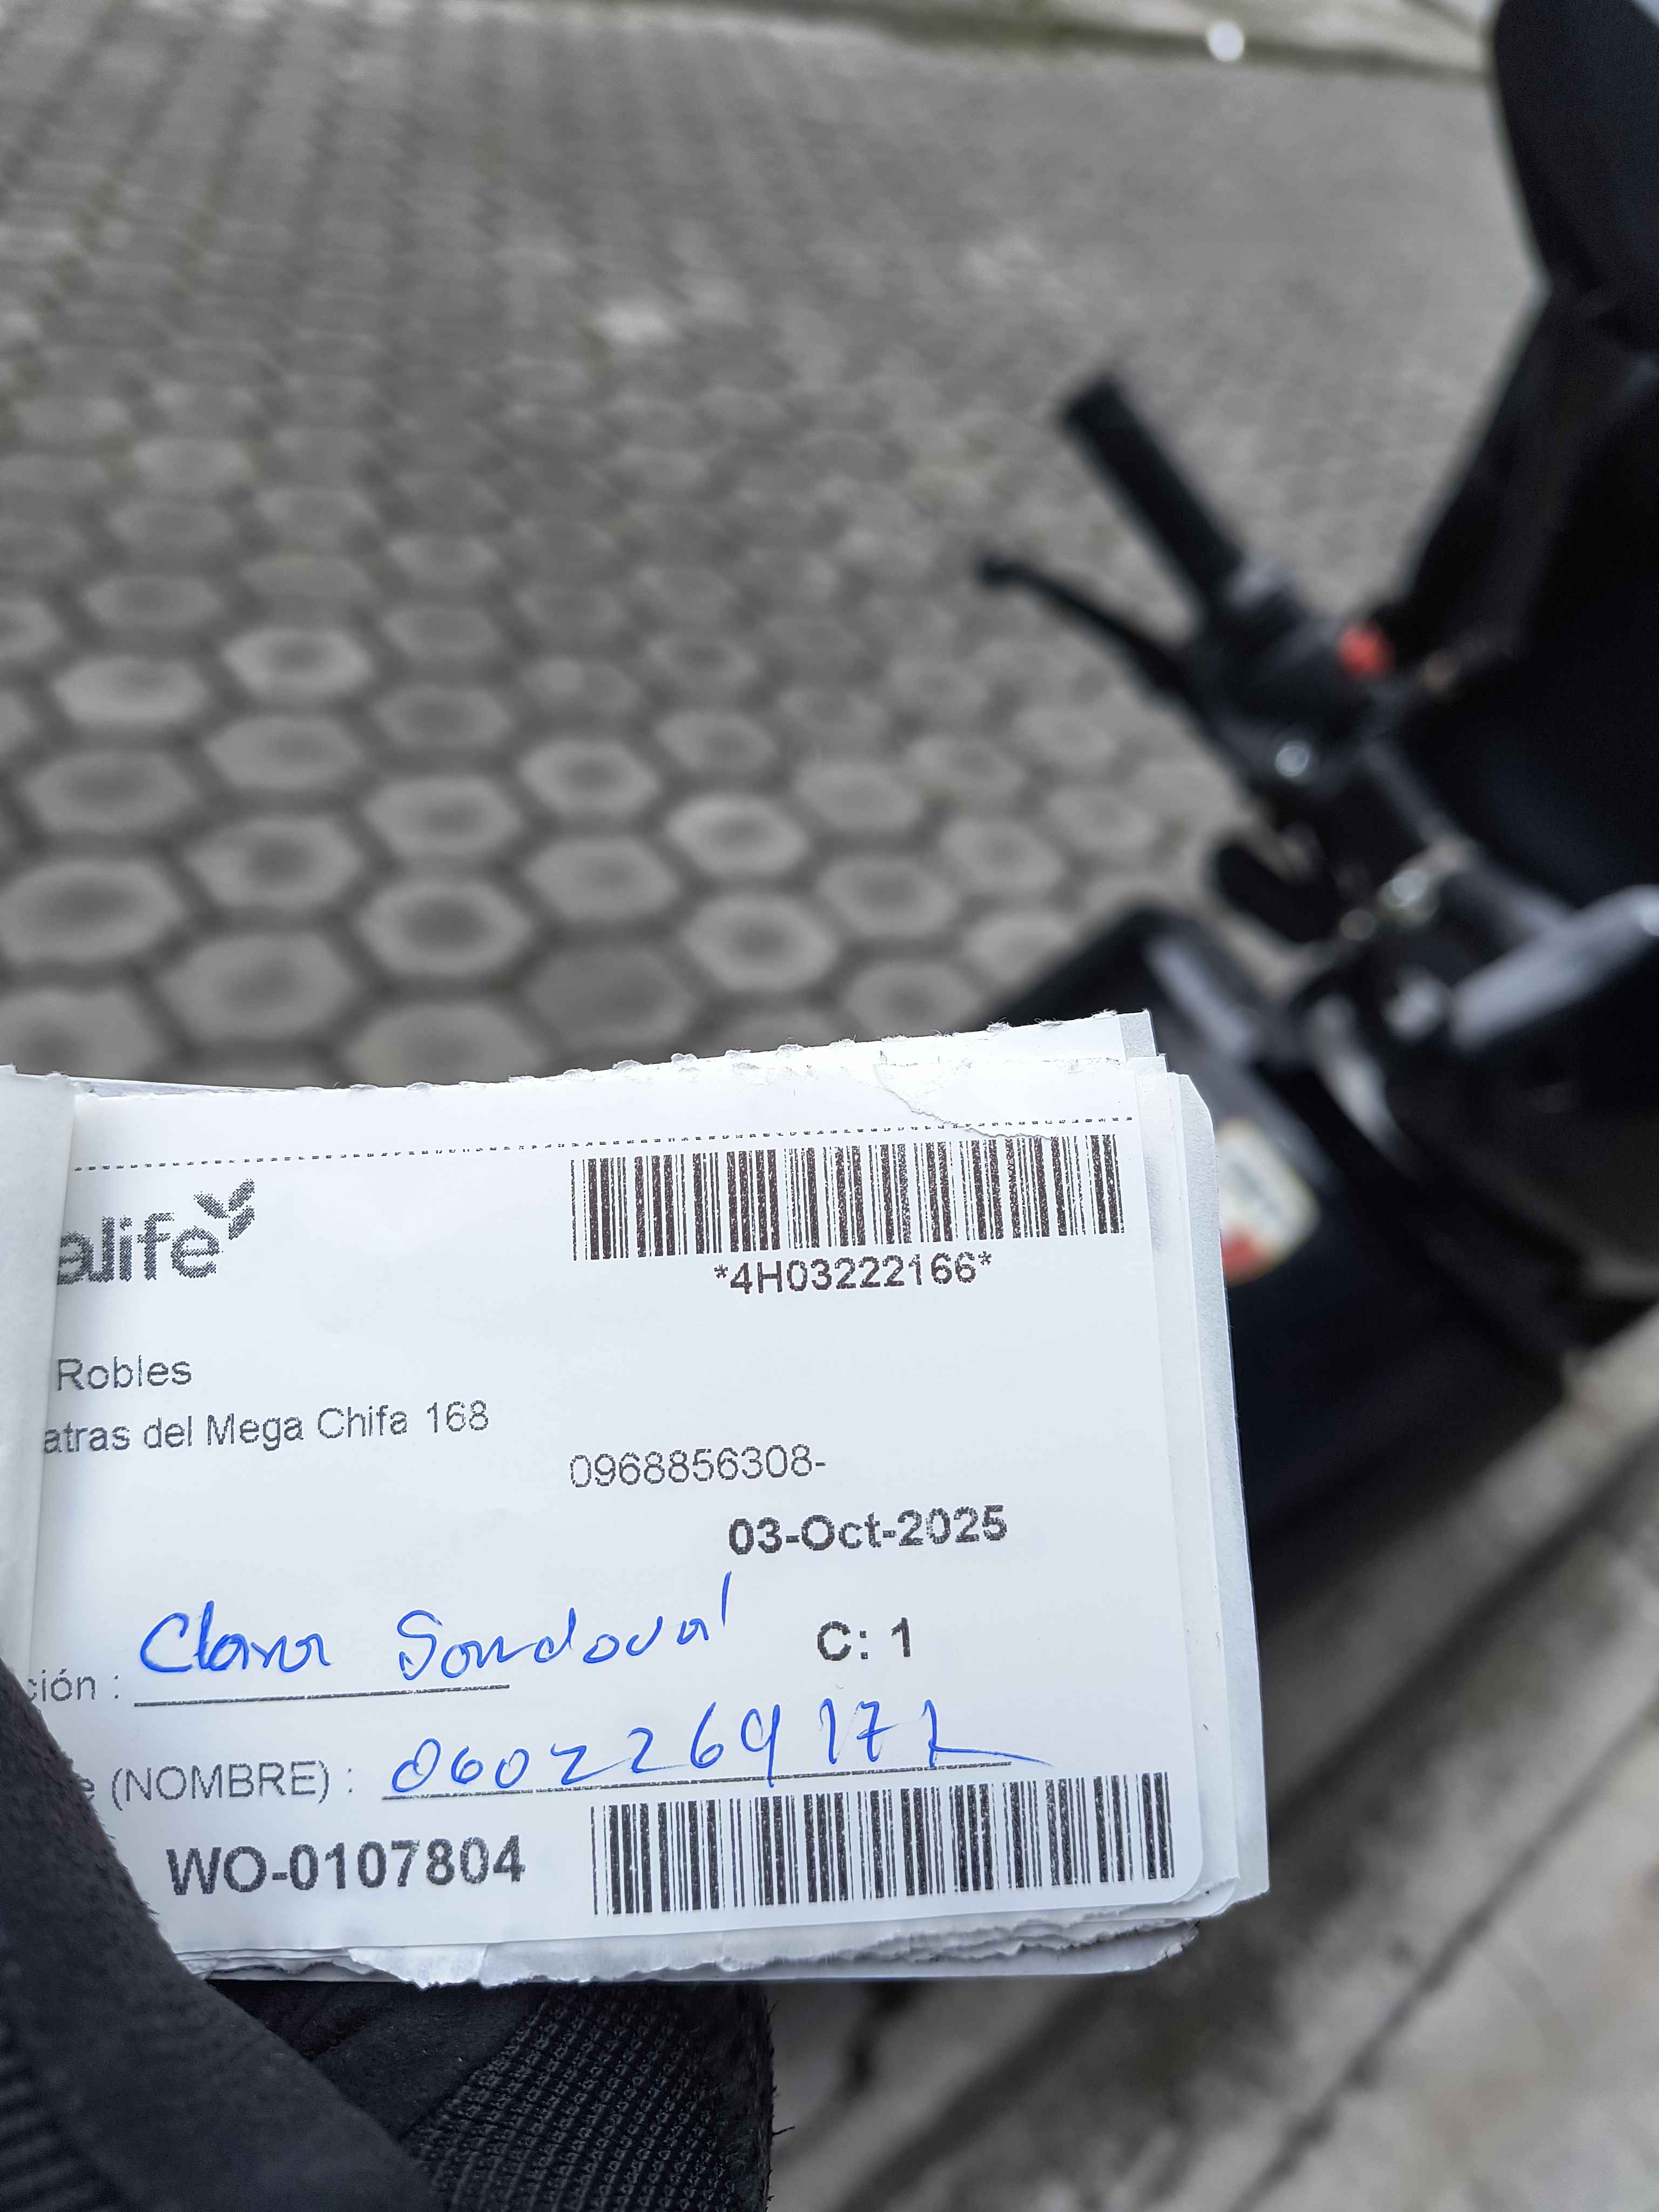 alife
*4H03222166*
Robles
atras del Mega Chifa 168
0968856308-
03-Oct-2025
Clara Sandoval
C: 1
ción :
e (NOMBRE) : 0602269171
WO-0107804